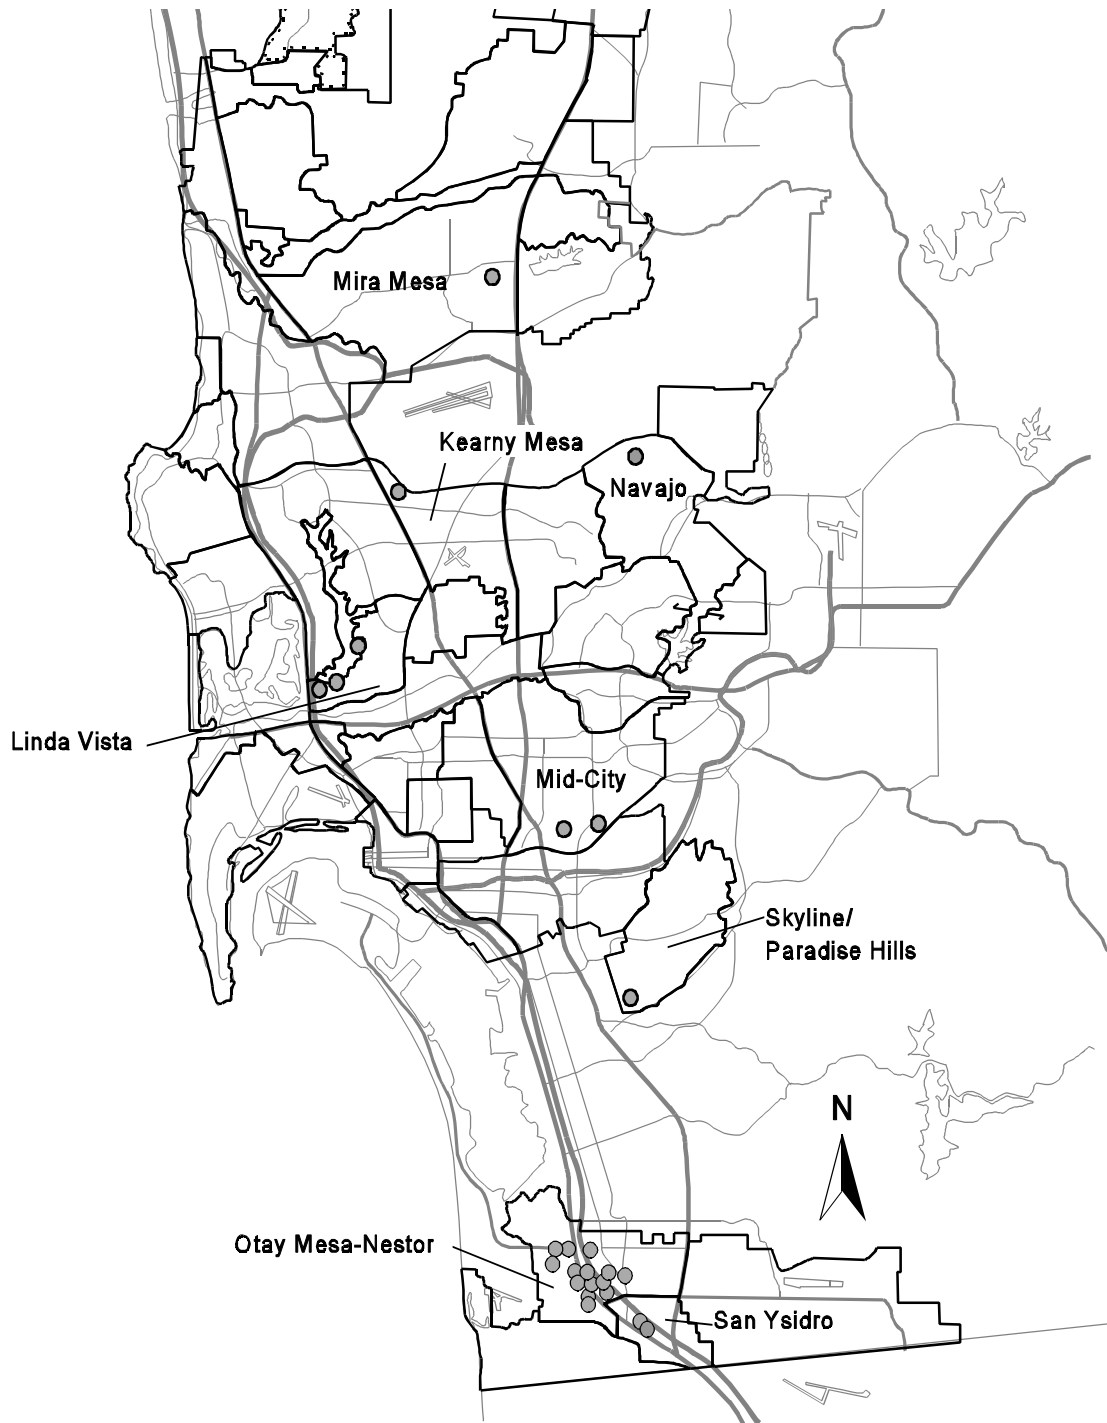 Mira Mesa
Kearny Mesa
Navajo
Linda Vista
Mid-City
Skyline/
Paradise Hills
N
Otay Mesa-Nestor
San Ysidro